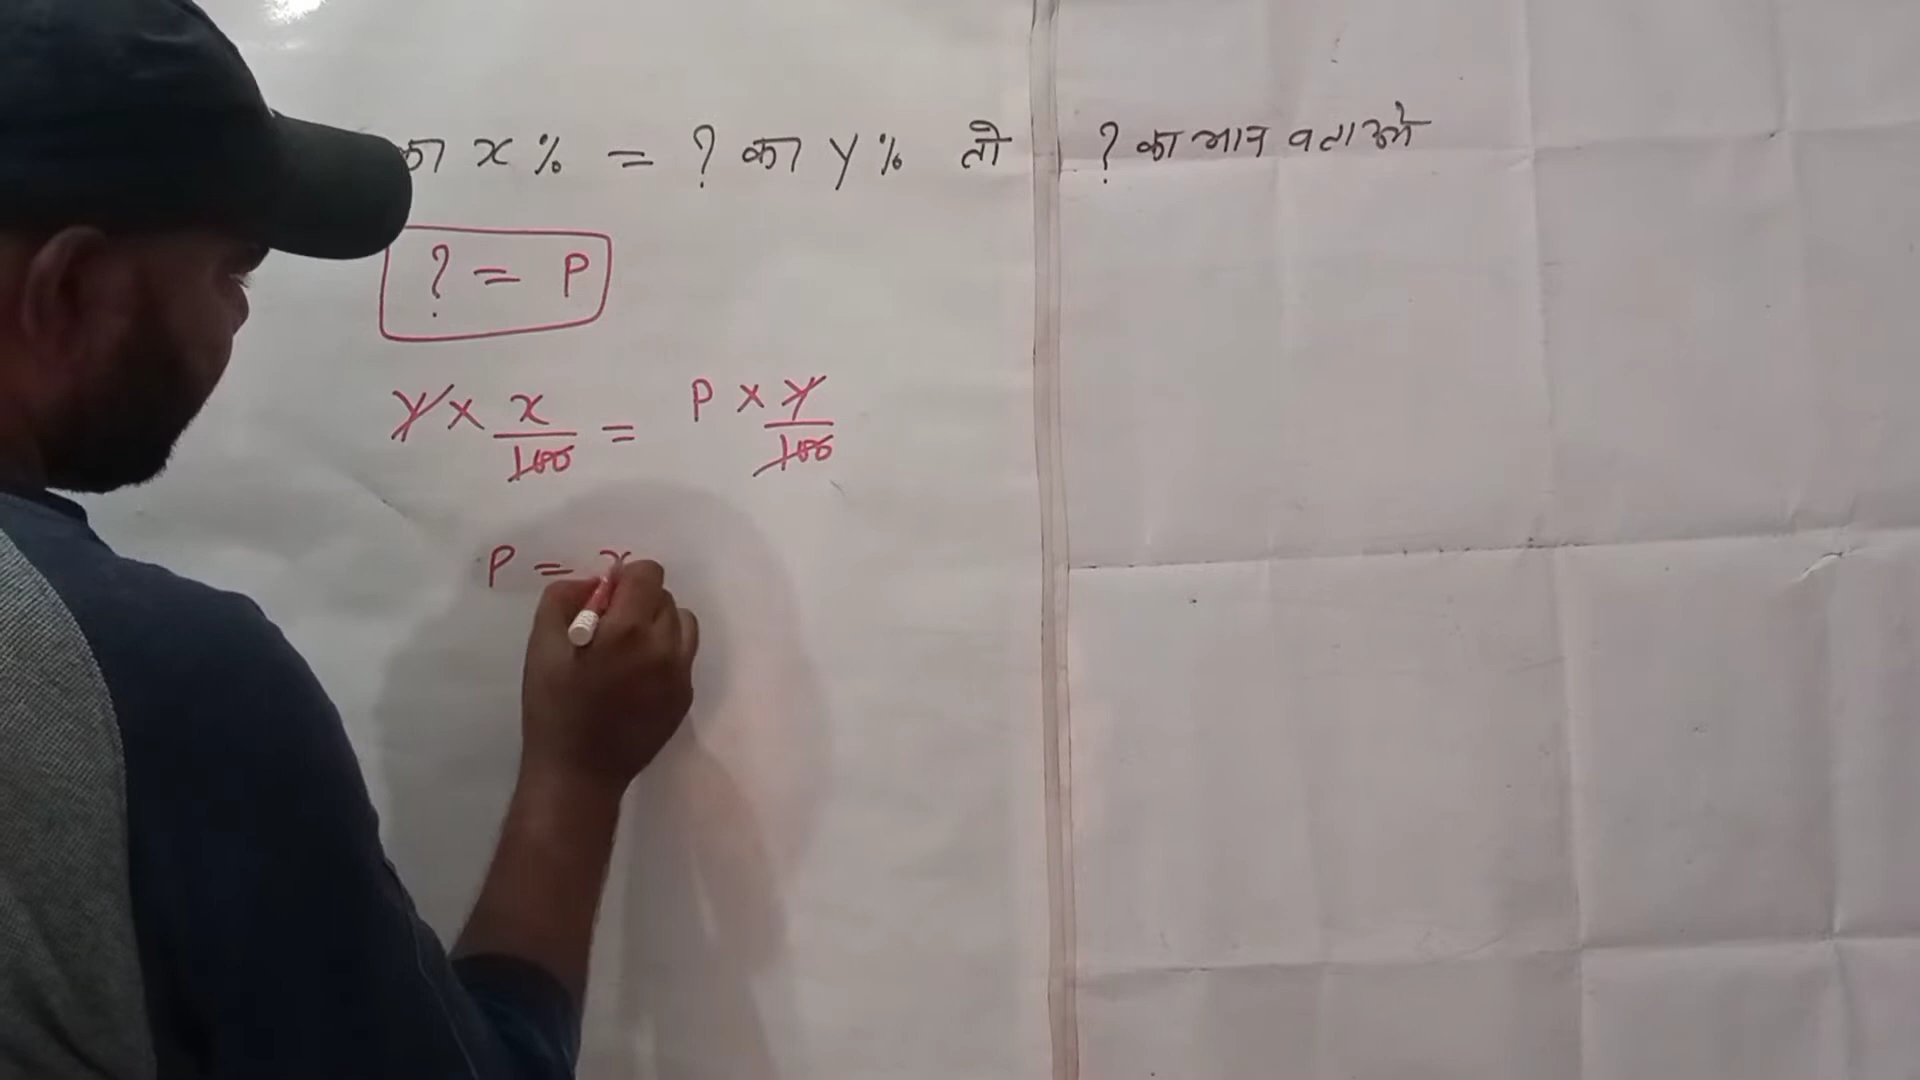 का x % = ? का y % तो ? का मान बताओ
? = P
y × x/100 = P × y/100
P = x